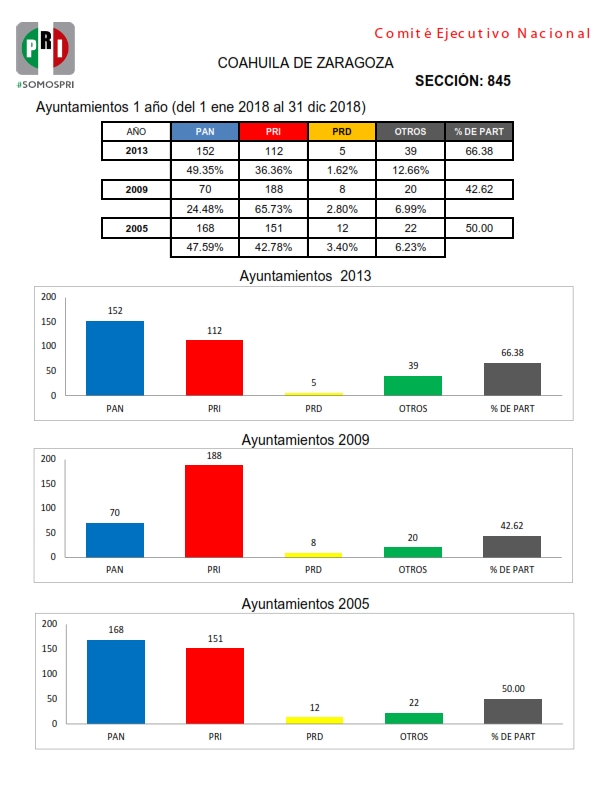 Comité Ejecutivo Nacional
PRI
#SOMOSPRI
COAHUILA DE ZARAGOZA
SECCIÓN: 845
Ayuntamientos 1 año (del 1 ene 2018 al 31 dic 2018)
AÑO PAN PRI PRD OTROS % DE PART
2013 152 112 5 39 66.38
49.35% 36.36% 1.62% 12.66%
2009 70 188 8 20 42.62
24.48% 65.73% 2.80% 6.99%
2005 168 151 12 22 50.00
47.59% 42.78% 3.40% 6.23%
Ayuntamientos 2013
200
150
100
50
0
152
112
5
39
66.38
PAN PRI PRD OTROS % DE PART
Ayuntamientos 2009
200
150
100
50
0
70
188
8
20
42.62
PAN PRI PRD OTROS % DE PART
Ayuntamientos 2005
200
150
100
50
0
168
151
12
22
50.00
PAN PRI PRD OTROS % DE PART